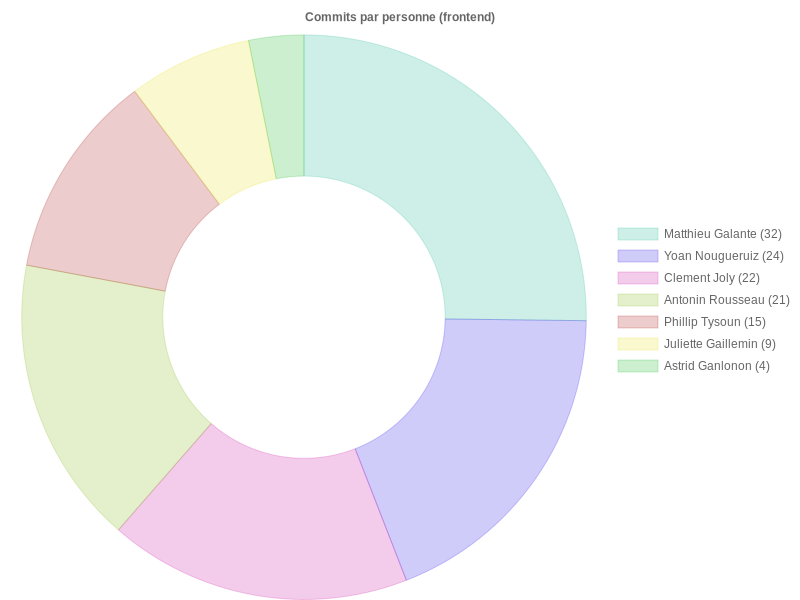 Commits par personne (frontend)
Matthieu Galante (32)
Yoan Nougueruiz (24)
Clement Joly (22)
Antonin Rousseau (21)
Phillip Tysoun (15)
Juliette Gaillemin (9)
Astrid Ganlonon (4)